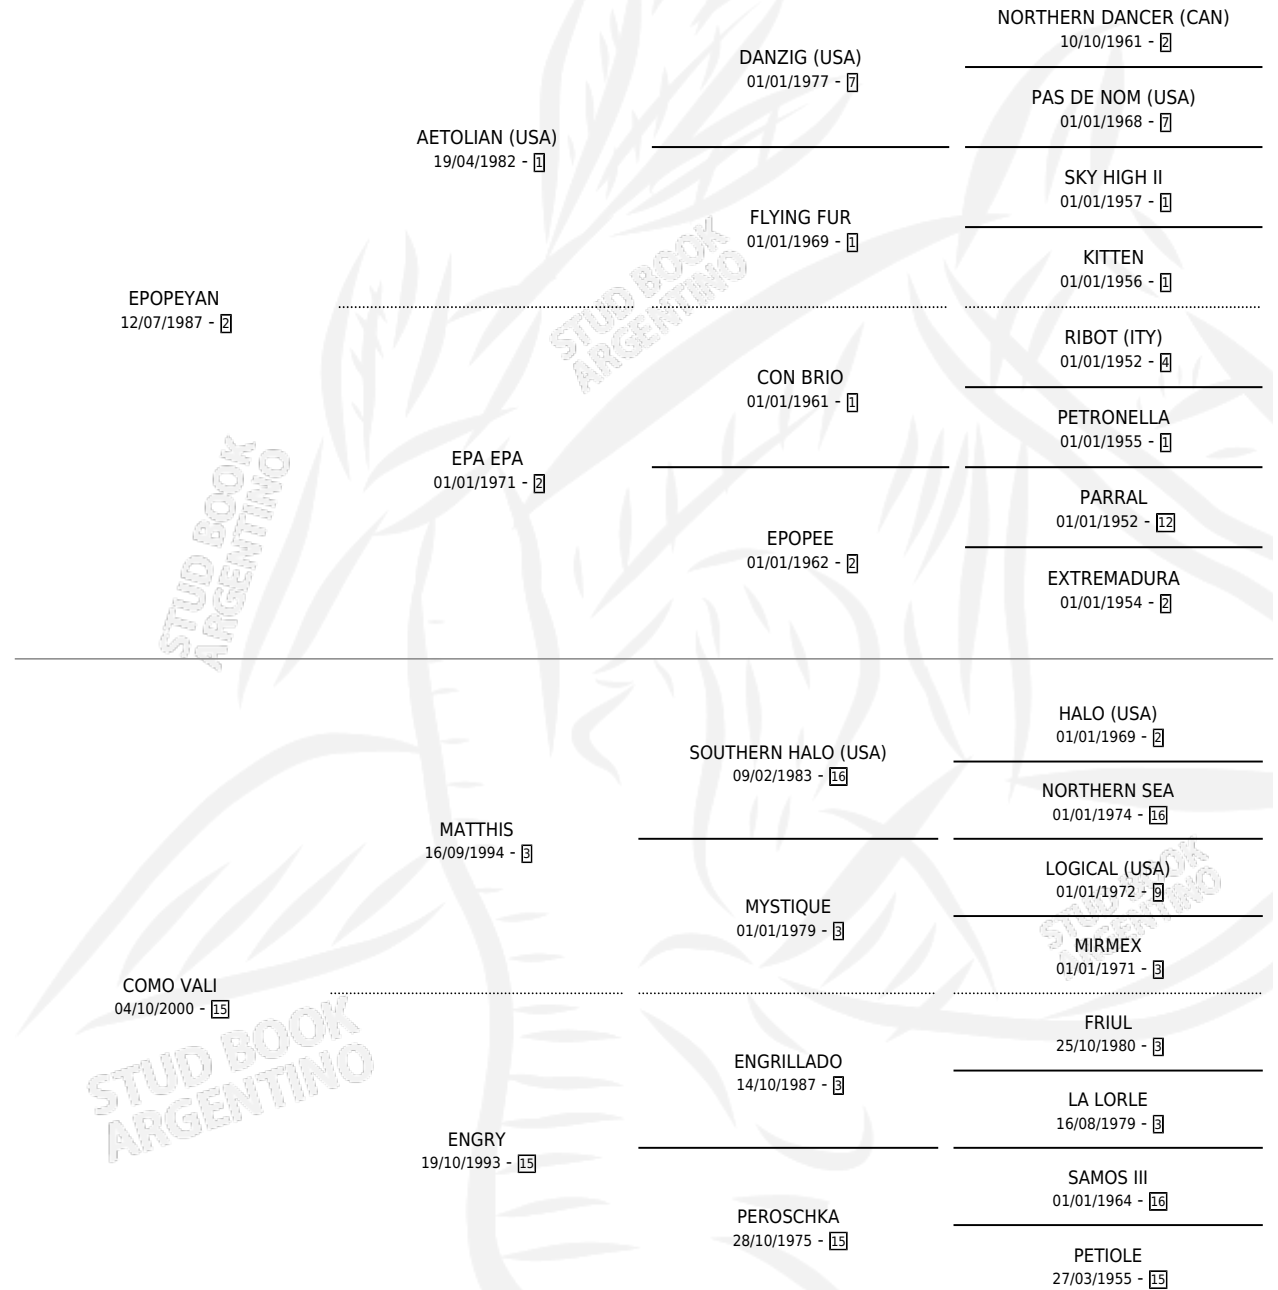 NORTHERN DANCER (CAN)
10/10/1961 - 2
DANZIG (USA)
01/01/1977 - 7
PAS DE NOM (USA)
01/01/1968 - 7
AETOLIAN (USA)
19/04/1982 - 1
SKY HIGH II
01/01/1957 - 1
FLYING FUR
01/01/1969 - 1
KITTEN
01/01/1956 - 1
EPOPEYAN
12/07/1987 - 2
RIBOT (ITY)
01/01/1952 - 4
CON BRIO
01/01/1961 - 1
PETRONELLA
01/01/1955 - 1
EPA EPA
01/01/1971 - 2
PARRAL
01/01/1952 - 12
EPOPEE
01/01/1962 - 2
EXTREMADURA
01/01/1954 - 2
HALO (USA)
01/01/1969 - 2
SOUTHERN HALO (USA)
09/02/1983 - 16
NORTHERN SEA
01/01/1974 - 16
MATTHIS
16/09/1994 - 3
LOGICAL (USA)
01/01/1972 - 9
MYSTIQUE
01/01/1979 - 3
MIRMEX
01/01/1971 - 3
COMO VALI
04/10/2000 - 15
FRIUL
25/10/1980 - 3
ENGRILLADO
14/10/1987 - 3
LA LORLE
16/08/1979 - 3
ENGRY
19/10/1993 - 15
SAMOS III
01/01/1964 - 16
PEROSCHKA
28/10/1975 - 15
PETIOLE
27/03/1955 - 15
STUD BOOK
ARGENTINO
STUD BOOK
ARGENTINO
STUD BOOK
ARGENTINO
STUD BOOK
ARGENTINO